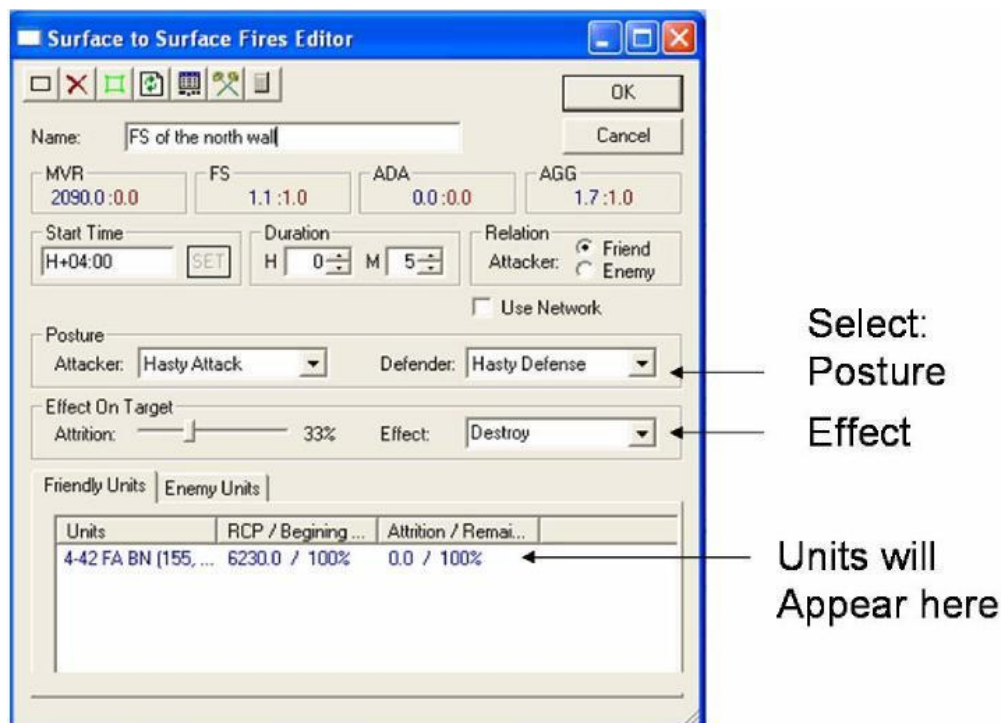 Surface to Surface Fires Editor
OK
Name: FS of the north wall
Cancel
MVR FS ADA AGG
2090.0 :0.0 1.1 :1.0 0.0 :0.0 1.7 :1.0
Start Time Duration Relation
H+04:00 SET H 0 M 5 Attacker: Friend
Enemy
Use Network
Select:
Posture
Posture
Attacker: Hasty Attack Defender: Hasty Defense
Effect On Target
Attrition: 33% Effect: Destroy
Effect
Friendly Units Enemy Units
Units RCP / Begining ... Attrition / Remai...
4-42 FA BN (155, ... 6230.0 / 100% 0.0 / 100%
Units will
Appear here